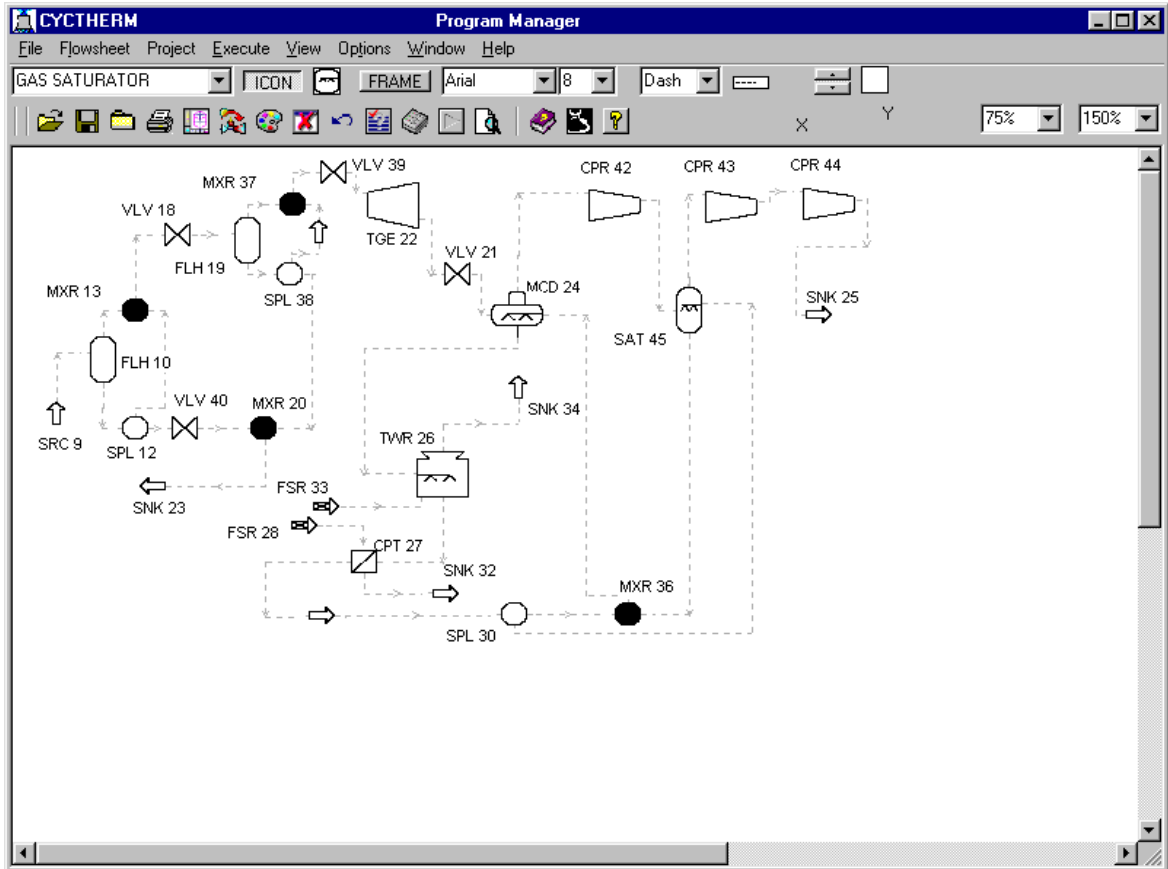 CYCTHERM Program Manager
File Flowsheet Project Execute View Options Window Help
GAS SATURATOR ICON FRAME Arial 8 Dash
X Y 75% 150%
VLV 39 CPR 42 CPR 43 CPR 44
MXR 37
VLV 18
TGE 22
VLV 21
FLH 19
MCD 24
MXR 13
SPL 38
SNK 25
SAT 45
FLH 10
VLV 40 MXR 20
SNK 34
SRC 9
TWR 26
SPL 12
FSR 33
SNK 23
FSR 28
CPT 27
SNK 32
MXR 36
SPL 30